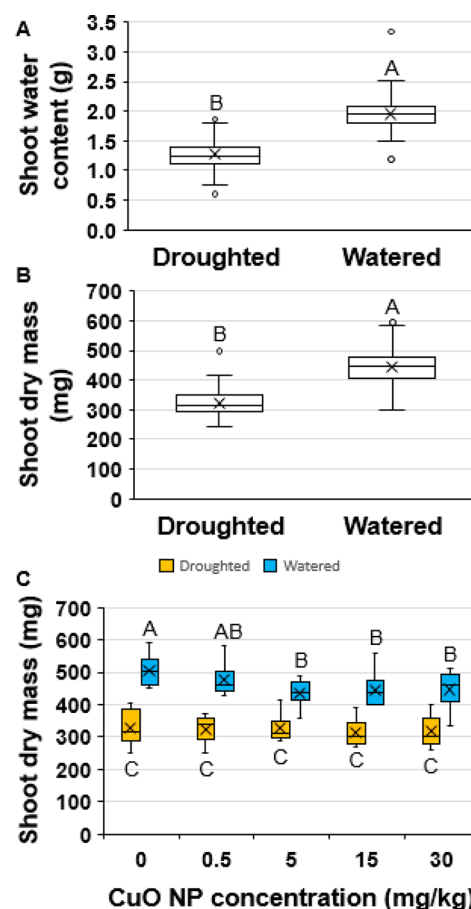 A
Shoot water
content (g)
3.5
3.0
2.5
2.0
1.5
1.0
0.5
0.0
B
A
Droughted Watered
B
Shoot dry mass
(mg)
700
600
500
400
300
200
100
0
B
A
Droughted Watered
Droughted Watered
C
Shoot dry mass (mg)
700
600
500
400
300
200
100
0
A AB B B B
C C C C C
0 0.5 5 15 30
CuO NP concentration (mg/kg)